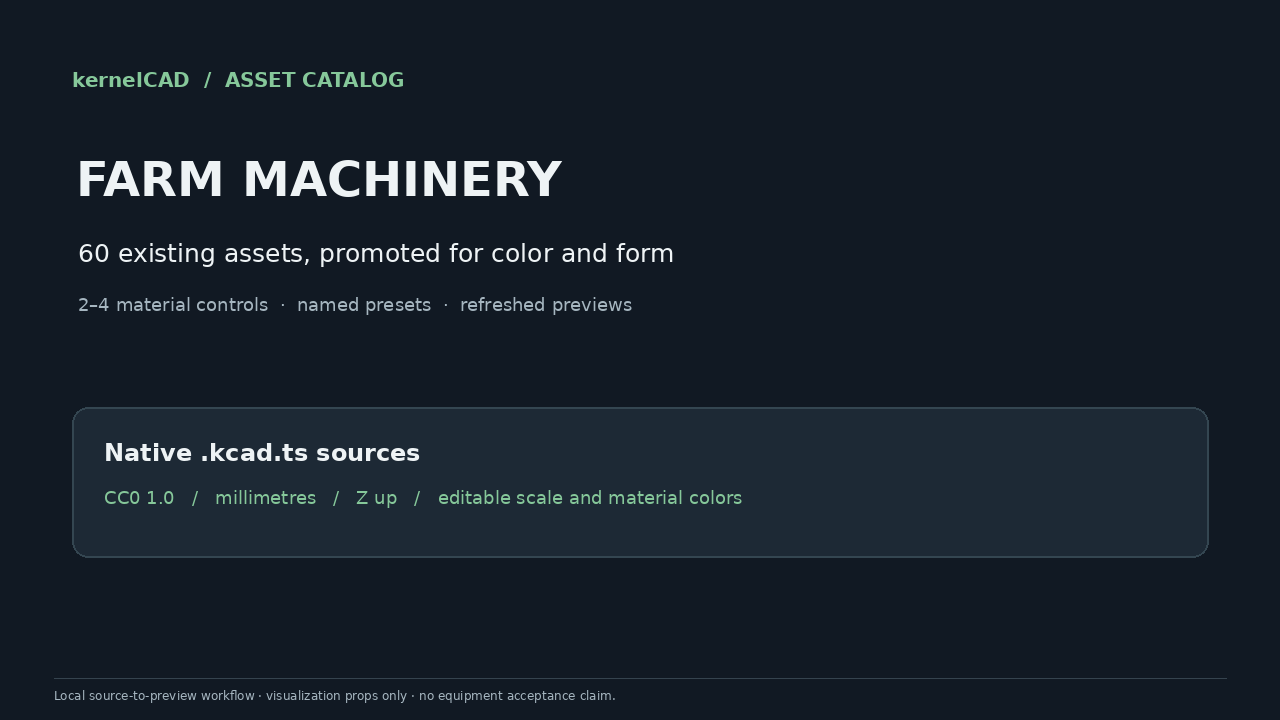 kernelCAD / ASSET CATALOG
FARM MACHINERY
60 existing assets, promoted for color and form
2–4 material controls · named presets · refreshed previews
Native .kcad.ts sources
CC0 1.0 / millimetres / Z up / editable scale and material colors
Local source-to-preview workflow · visualization props only · no equipment acceptance claim.